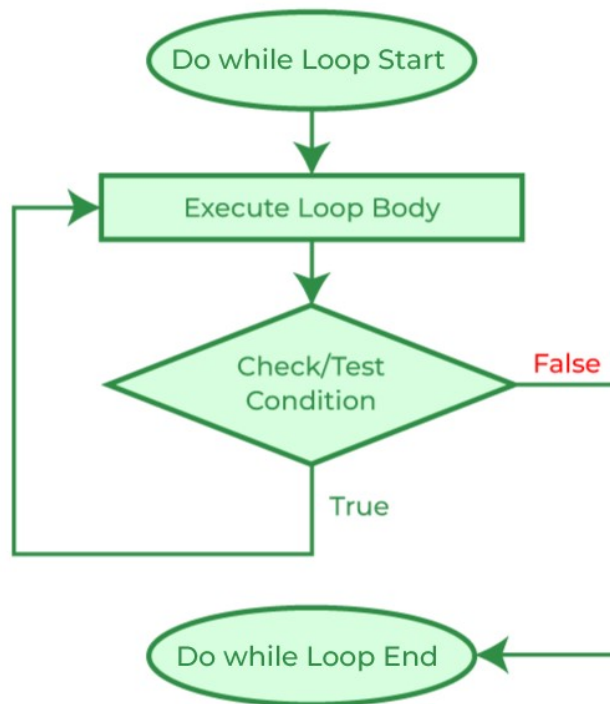 Do while Loop Start
Execute Loop Body
Check/Test
Condition
False
True
Do while Loop End